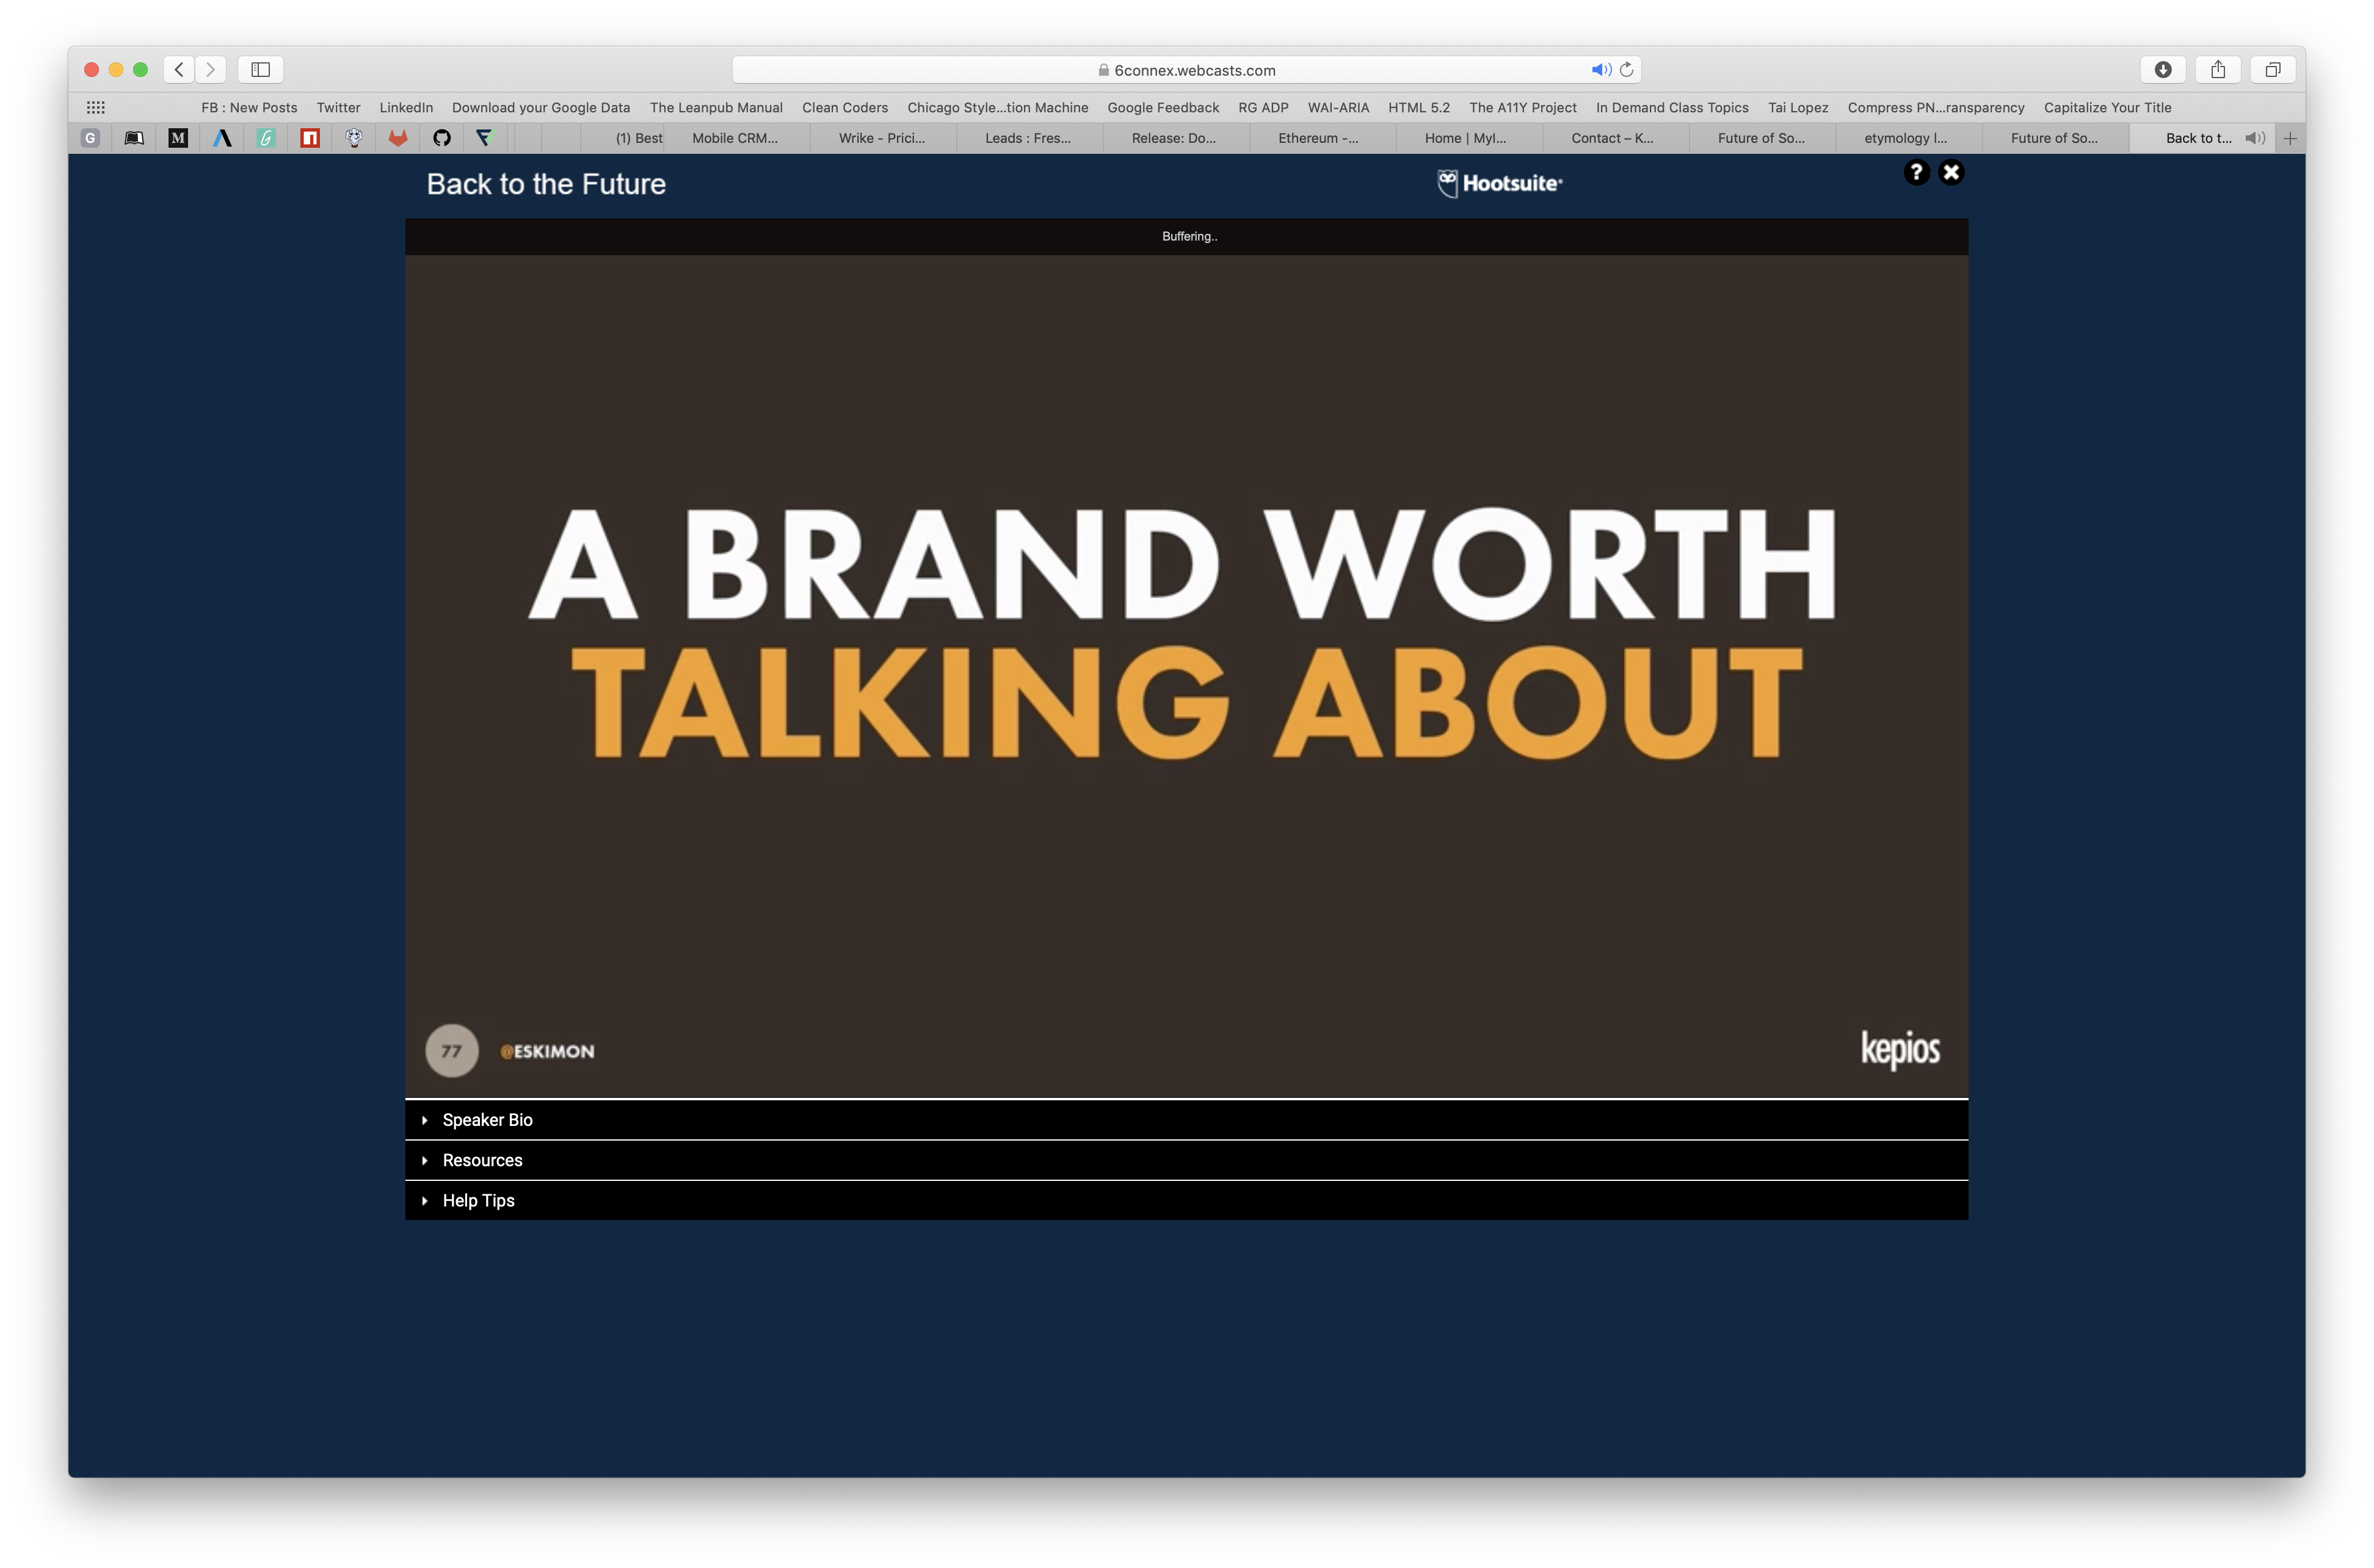 6connex.webcasts.com
FB : New Posts Twitter LinkedIn Download your Google Data The Leanpub Manual Clean Coders Chicago Style...tion Machine Google Feedback RG ADP WAI-ARIA HTML 5.2 The A11Y Project In Demand Class Topics Tai Lopez Compress PN...ransparency Capitalize Your Title
G M (1) Best Mobile CRM... Wrike - Prici... Leads : Fres... Release: Do... Ethereum -... Home | Myl... Contact – K... Future of So... etymology l... Future of So... Back to t...
Back to the Future Hootsuite ?
Buffering..
A BRAND WORTH
TALKING ABOUT
77 @ESKIMON kepios
Speaker Bio
Resources
Help Tips